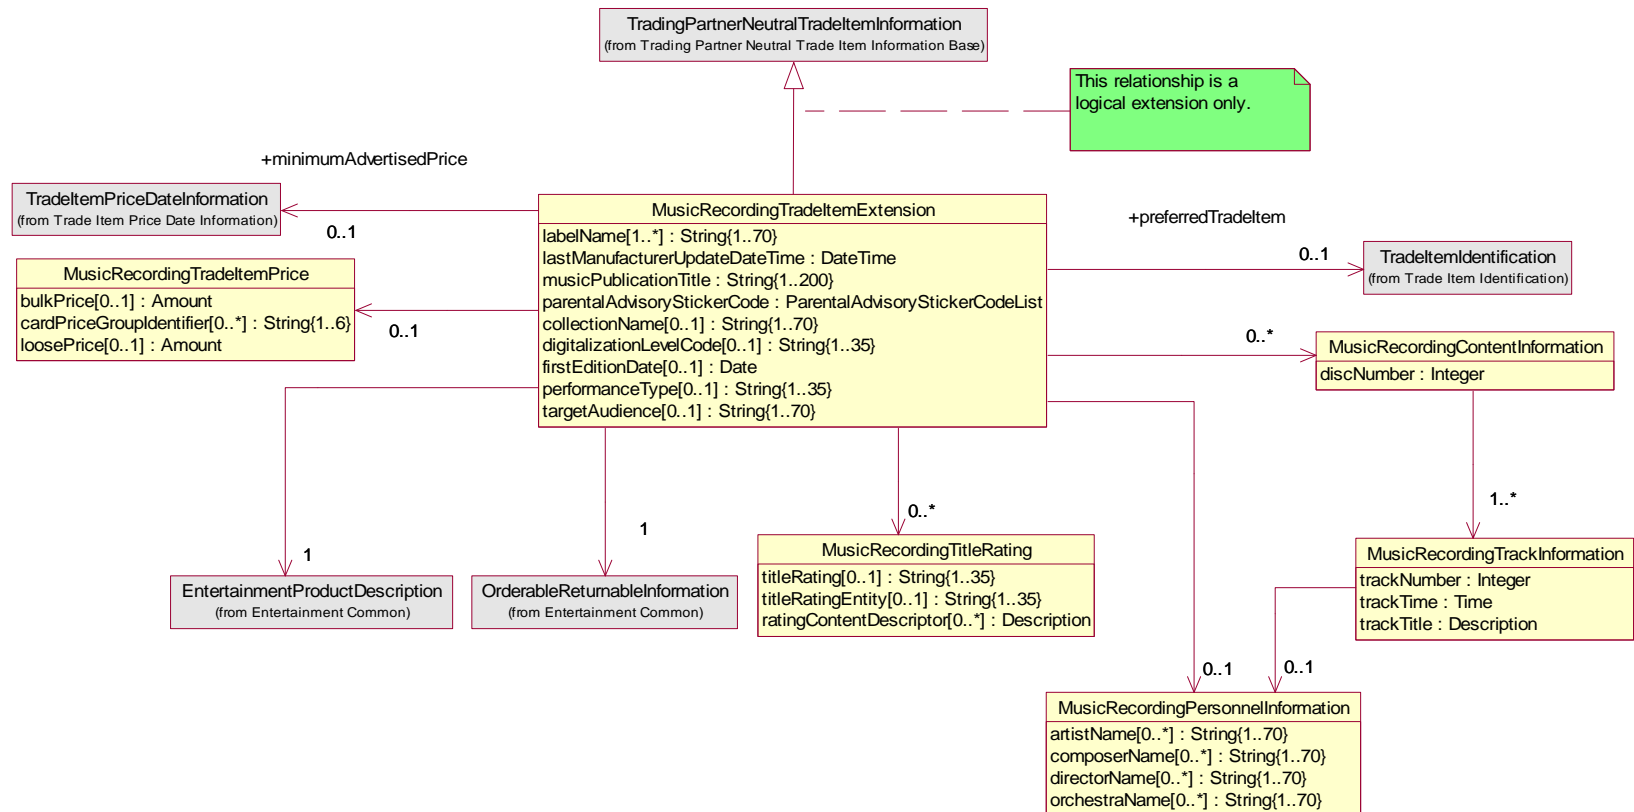 TradingPartnerNeutralTradeItemInformation
(from Trading Partner Neutral Trade Item Information Base)
This relationship is a
logical extension only.
+minimumAdvertisedPrice
TradeItemPriceDateInformation
(from Trade Item Price Date Information)
0..1
MusicRecordingTradeItemExtension
labelName[1..*] : String{1..70}
lastManufacturerUpdateDateTime : DateTime
musicPublicationTitle : String{1..200}
parentalAdvisoryStickerCode : ParentalAdvisoryStickerCodeList
collectionName[0..1] : String{1..70}
digitalizationLevelCode[0..1] : String{1..35}
firstEditionDate[0..1] : Date
performanceType[0..1] : String{1..35}
targetAudience[0..1] : String{1..70}
+preferredTradeItem
0..1
TradeItemIdentification
(from Trade Item Identification)
MusicRecordingTradeItemPrice
bulkPrice[0..1] : Amount
cardPriceGroupIdentifier[0..*] : String{1..6}
loosePrice[0..1] : Amount
0..1
0..*
MusicRecordingContentInformation
discNumber : Integer
1
EntertainmentProductDescription
(from Entertainment Common)
1
OrderableReturnableInformation
(from Entertainment Common)
0..*
MusicRecordingTitleRating
titleRating[0..1] : String{1..35}
titleRatingEntity[0..1] : String{1..35}
ratingContentDescriptor[0..*] : Description
1..*
MusicRecordingTrackInformation
trackNumber : Integer
trackTime : Time
trackTitle : Description
0..1
0..1
MusicRecordingPersonnelInformation
artistName[0..*] : String{1..70}
composerName[0..*] : String{1..70}
directorName[0..*] : String{1..70}
orchestraName[0..*] : String{1..70}